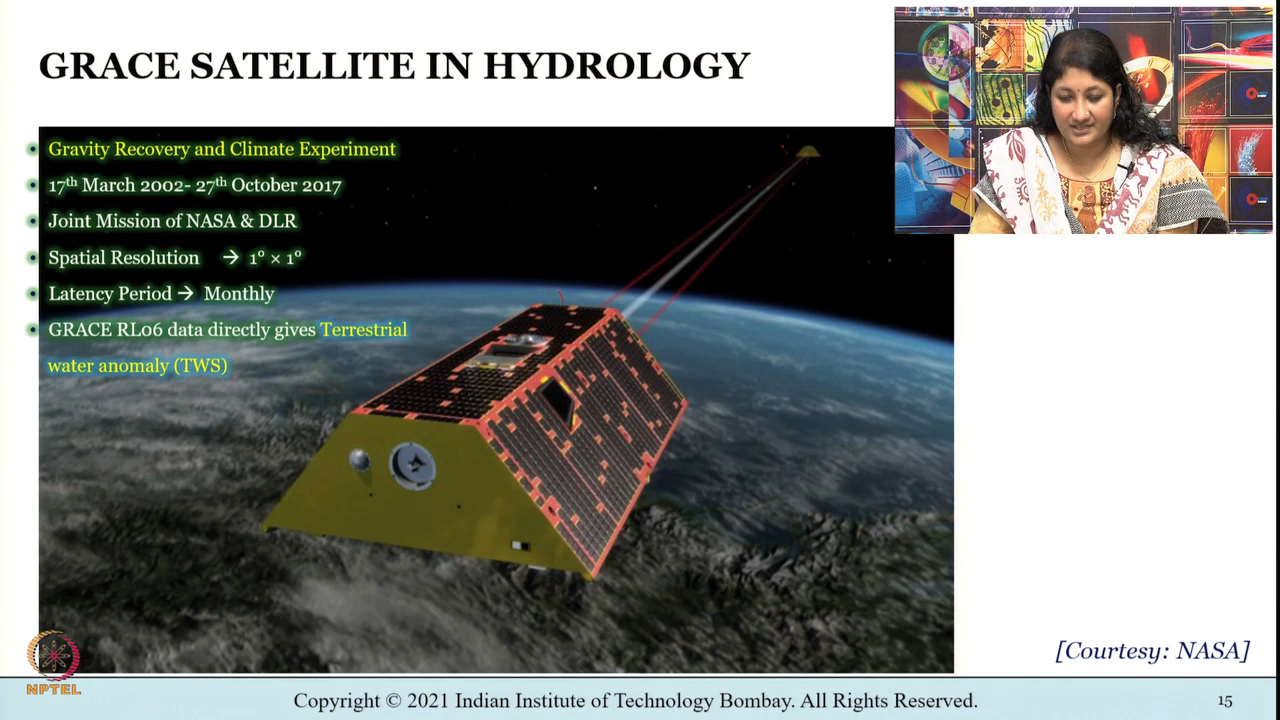 GRACE SATELLITE IN HYDROLOGY
• Gravity Recovery and Climate Experiment
• 17th March 2002- 27th October 2017
• Joint Mission of NASA & DLR
• Spatial Resolution → 1° × 1°
• Latency Period → Monthly
• GRACE RL06 data directly gives Terrestrial
water anomaly (TWS)
[Courtesy: NASA]
NPTEL
Copyright © 2021 Indian Institute of Technology Bombay. All Rights Reserved.
15